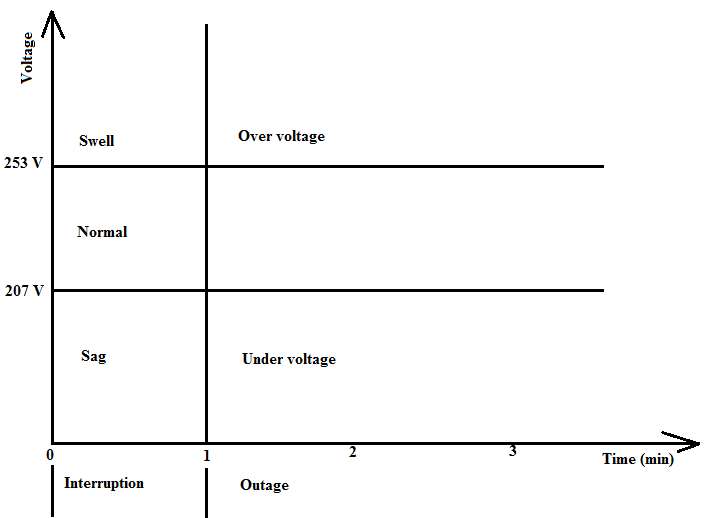 Voltage
Swell
Over voltage
253 V
Normal
207 V
Sag
Under voltage
0
1
2
3
Time (min)
Interruption
Outage